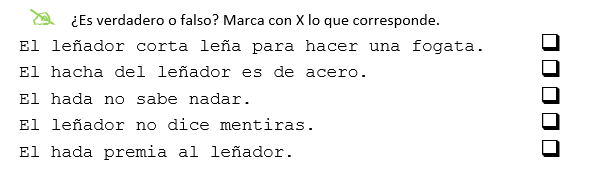 ¿Es verdadero o falso? Marca con X lo que corresponde.
El leñador corta leña para hacer una fogata.
El hacha del leñador es de acero.
El hada no sabe nadar.
El leñador no dice mentiras.
El hada premia al leñador.